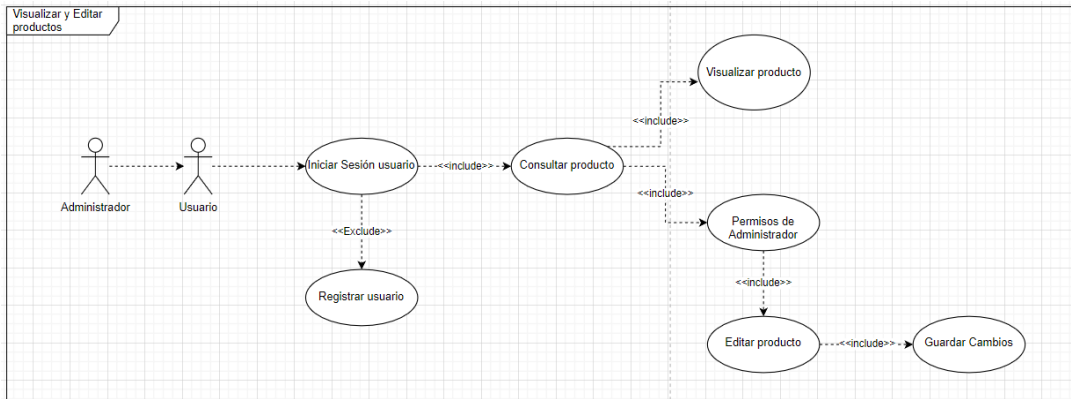 Visualizar y Editar
productos
Visualizar producto
<<include>>
Iniciar Sesión usuario
<<include>>
Consultar producto
<<include>>
Administrador
Usuario
Permisos de
Administrador
<<Exclude>>
<<include>>
Registrar usuario
Editar producto
<<include>>
Guardar Cambios